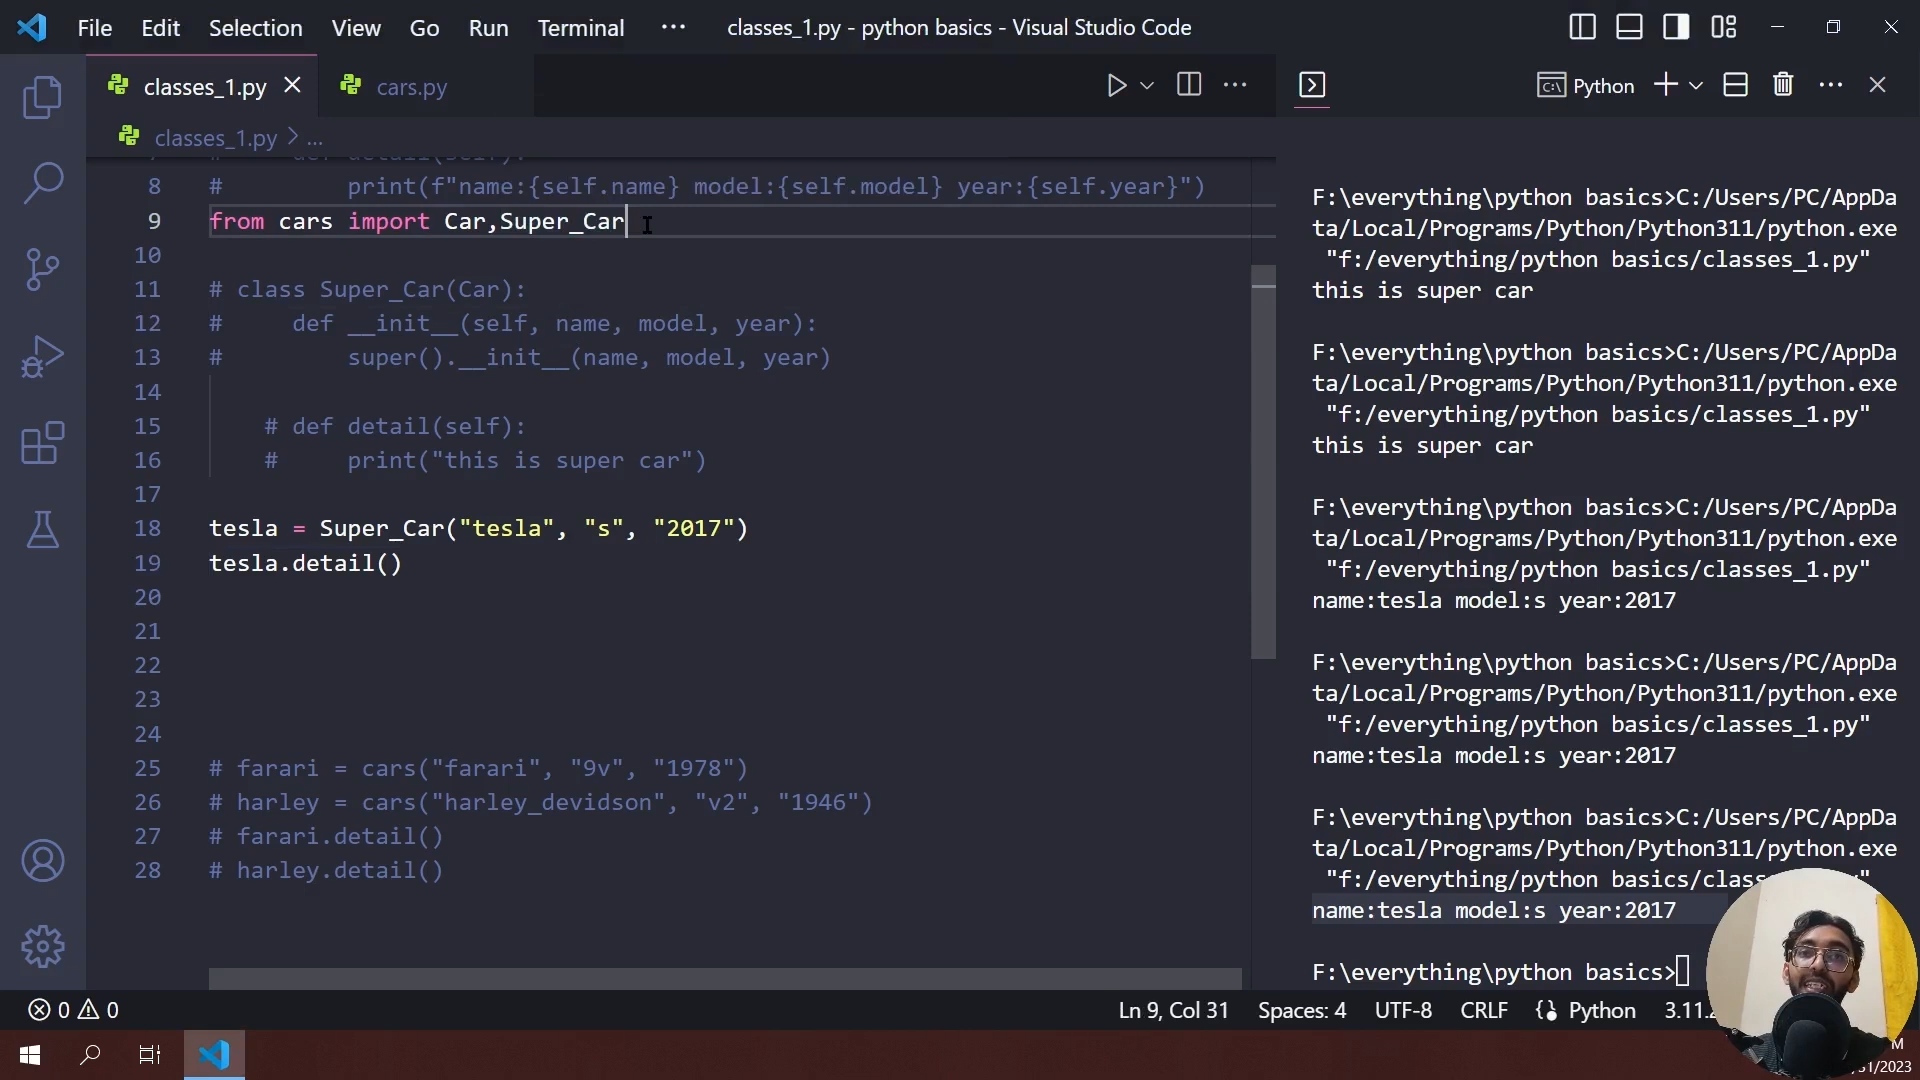 File Edit Selection View Go Run Terminal ··· classes_1.py - python basics - Visual Studio Code
classes_1.py cars.py
Python
classes_1.py > ...
8 # print(f"name:{self.name} model:{self.model} year:{self.year}")
9 from cars import Car,Super_Car
10
11 # class Super_Car(Car):
12 # def __init__(self, name, model, year):
13 # super().__init__(name, model, year)
14
15 # def detail(self):
16 # print("this is super car")
17
18 tesla = Super_Car("tesla", "s", "2017")
19 tesla.detail()
20
21
22
23
24
25 # farari = cars("farari", "9v", "1978")
26 # harley = cars("harley_devidson", "v2", "1946")
27 # farari.detail()
28 # harley.detail()
F:\everything\python basics>C:/Users/PC/AppDa
ta/Local/Programs/Python/Python311/python.exe
"f:/everything/python basics/classes_1.py"
this is super car
F:\everything\python basics>C:/Users/PC/AppDa
ta/Local/Programs/Python/Python311/python.exe
"f:/everything/python basics/classes_1.py"
this is super car
F:\everything\python basics>C:/Users/PC/AppDa
ta/Local/Programs/Python/Python311/python.exe
"f:/everything/python basics/classes_1.py"
name:tesla model:s year:2017
F:\everything\python basics>C:/Users/PC/AppDa
ta/Local/Programs/Python/Python311/python.exe
"f:/everything/python basics/classes_1.py"
name:tesla model:s year:2017
F:\everything\python basics>C:/Users/PC/AppDa
ta/Local/Programs/Python/Python311/python.exe
"f:/everything/python basics/clas
name:tesla model:s year:2017
F:\everything\python basics>
0 0 Ln 9, Col 31 Spaces: 4 UTF-8 CRLF Python 3.11.
M
/2023